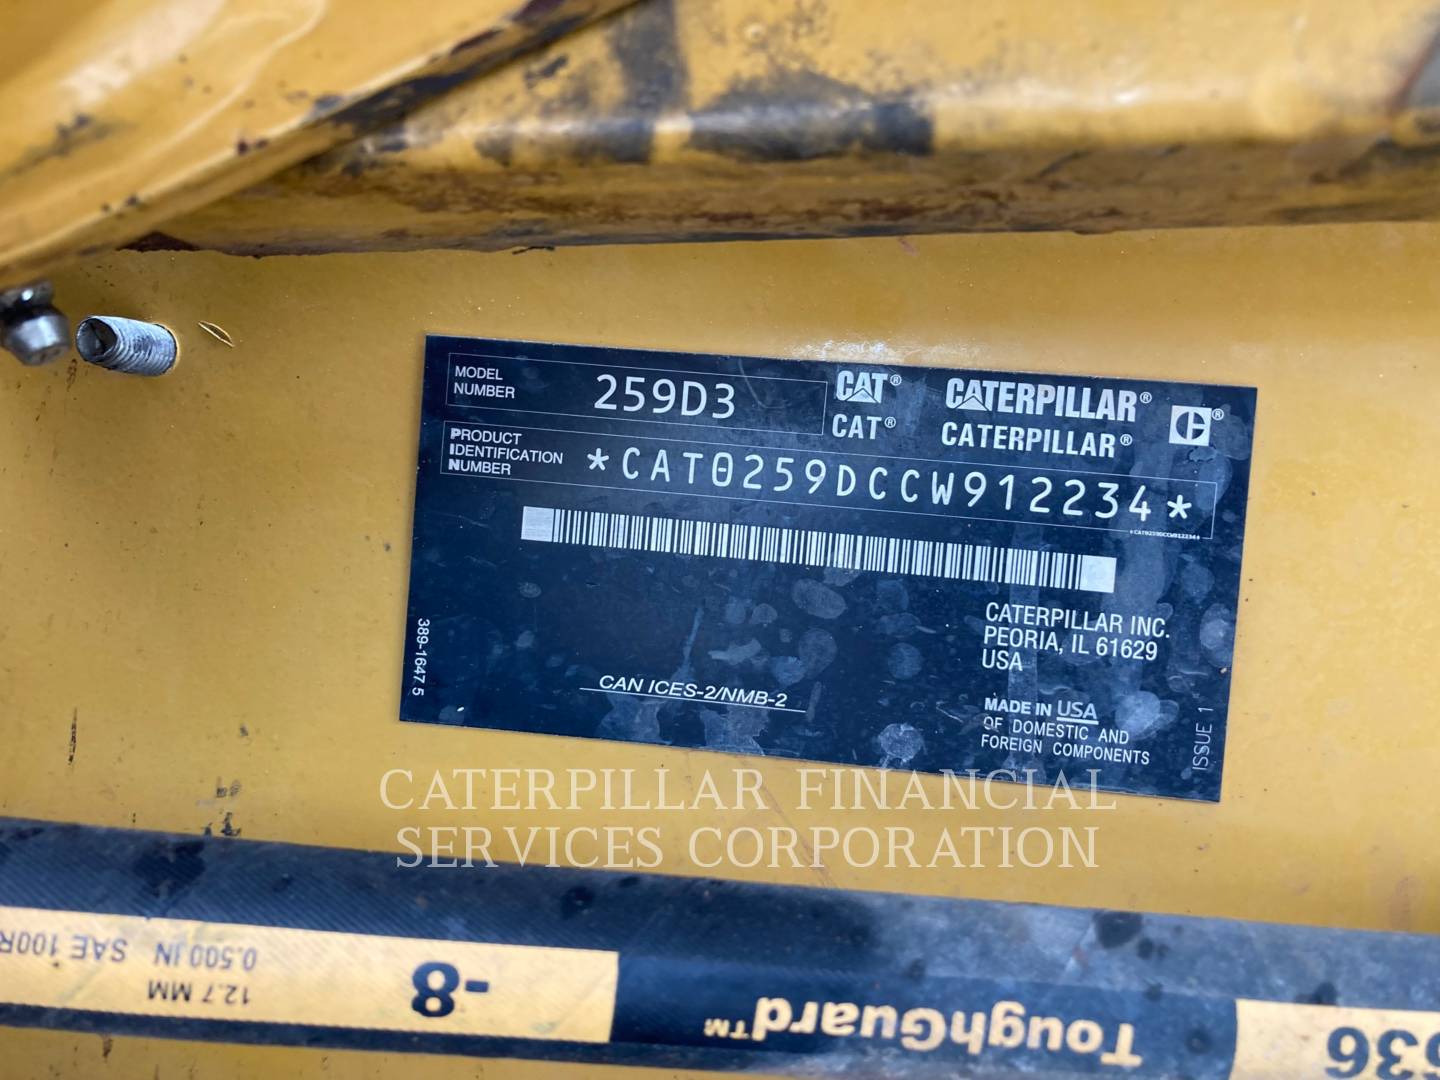 MODEL
NUMBER
259D3
CAT® CATERPILLAR®
CAT® CATERPILLAR®
C®
PRODUCT
IDENTIFICATION
NUMBER
*CAT0259DCCW912234*
*CAT0259DCCW912234*
CATERPILLAR INC.
PEORIA, IL 61629
USA
389-1647 5
CAN ICES-2/NMB-2
MADE IN USA
OF DOMESTIC AND
FOREIGN COMPONENTS
ISSUE 1
CATERPILLAR FINANCIAL
SERVICES CORPORATION
ToughGuard™
-8
12.7 MM
0.500 IN SAE 100R